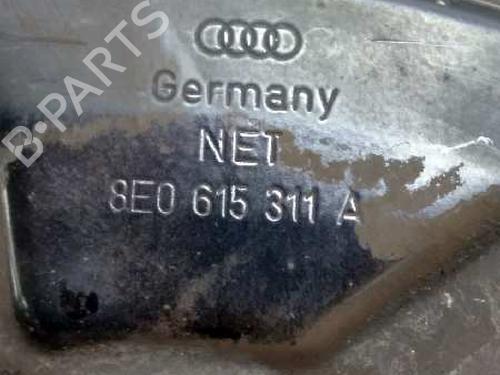 B-PARTS
Germany
NET
8E0 615 311 A